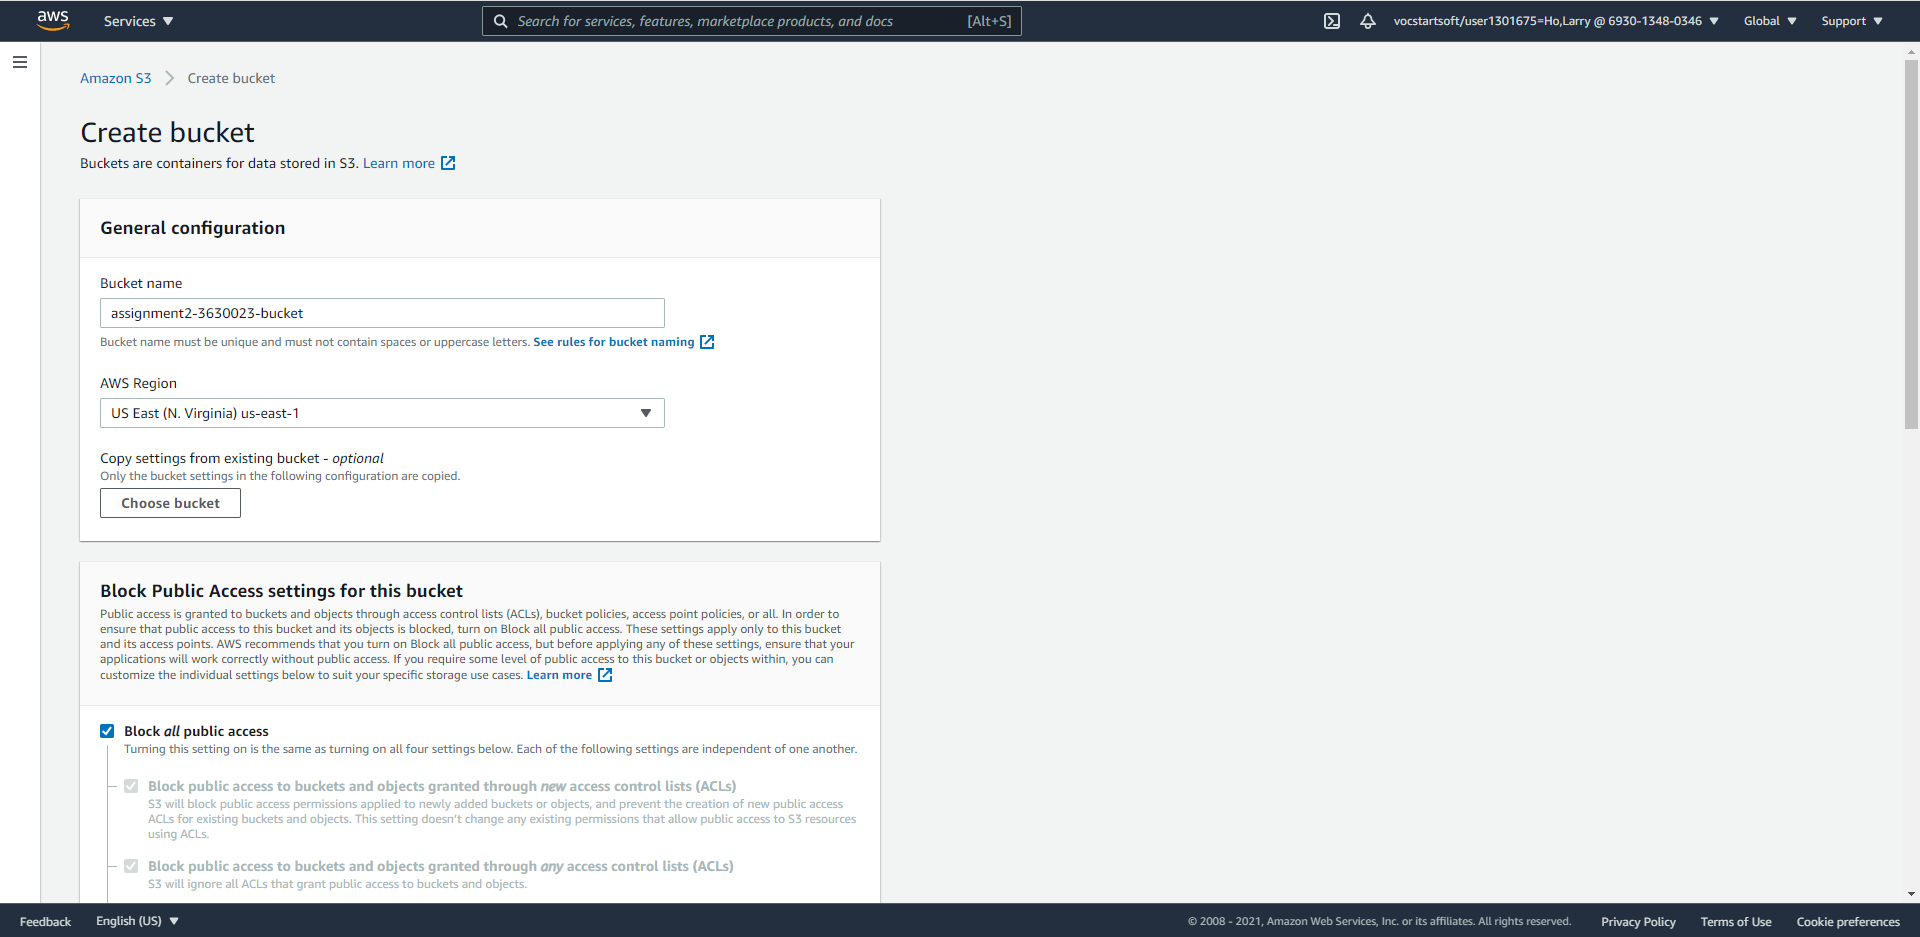 aws
Services
Search for services, features, marketplace products, and docs [Alt+S]
vocstartsoft/user1301675=Ho,Larry @ 6930-1348-0346
Global
Support
Amazon S3 Create bucket
Create bucket
Buckets are containers for data stored in S3. Learn more
General configuration
Bucket name
assignment2-3630023-bucket
Bucket name must be unique and must not contain spaces or uppercase letters. See rules for bucket naming
AWS Region
US East (N. Virginia) us-east-1
Copy settings from existing bucket - optional
Only the bucket settings in the following configuration are copied.
Choose bucket
Block Public Access settings for this bucket
Public access is granted to buckets and objects through access control lists (ACLs), bucket policies, access point policies, or all. In order to
ensure that public access to this bucket and its objects is blocked, turn on Block all public access. These settings apply only to this bucket
and its access points. AWS recommends that you turn on Block all public access, but before applying any of these settings, ensure that your
applications will work correctly without public access. If you require some level of public access to this bucket or objects within, you can
customize the individual settings below to suit your specific storage use cases. Learn more
Block all public access
Turning this setting on is the same as turning on all four settings below. Each of the following settings are independent of one another.
Block public access to buckets and objects granted through new access control lists (ACLs)
S3 will block public access permissions applied to newly added buckets or objects, and prevent the creation of new public access
ACLs for existing buckets and objects. This setting doesn't change any existing permissions that allow public access to S3 resources
using ACLs.
Block public access to buckets and objects granted through any access control lists (ACLs)
S3 will ignore all ACLs that grant public access to buckets and objects.
Feedback
English (US)
© 2008 - 2021, Amazon Web Services, Inc. or its affiliates. All rights reserved.
Privacy Policy
Terms of Use
Cookie preferences